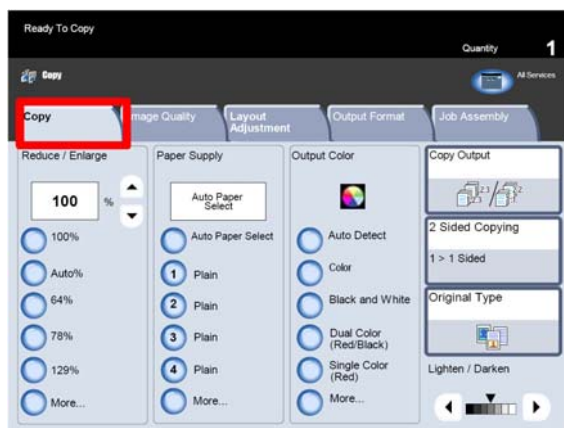 Ready To Copy
Quantity 1
Copy
All Services
Copy
Image Quality
Layout
Adjustment
Output Format
Job Assembly
Reduce / Enlarge
100 %
100%
Auto%
64%
78%
129%
More...
Paper Supply
Auto Paper
Select
Auto Paper Select
1 Plain
2 Plain
3 Plain
4 Plain
More...
Output Color
Auto Detect
Color
Black and White
Dual Color
(Red/Black)
Single Color
(Red)
More...
Copy Output
2 Sided Copying
1 > 1 Sided
Original Type
Lighten / Darken